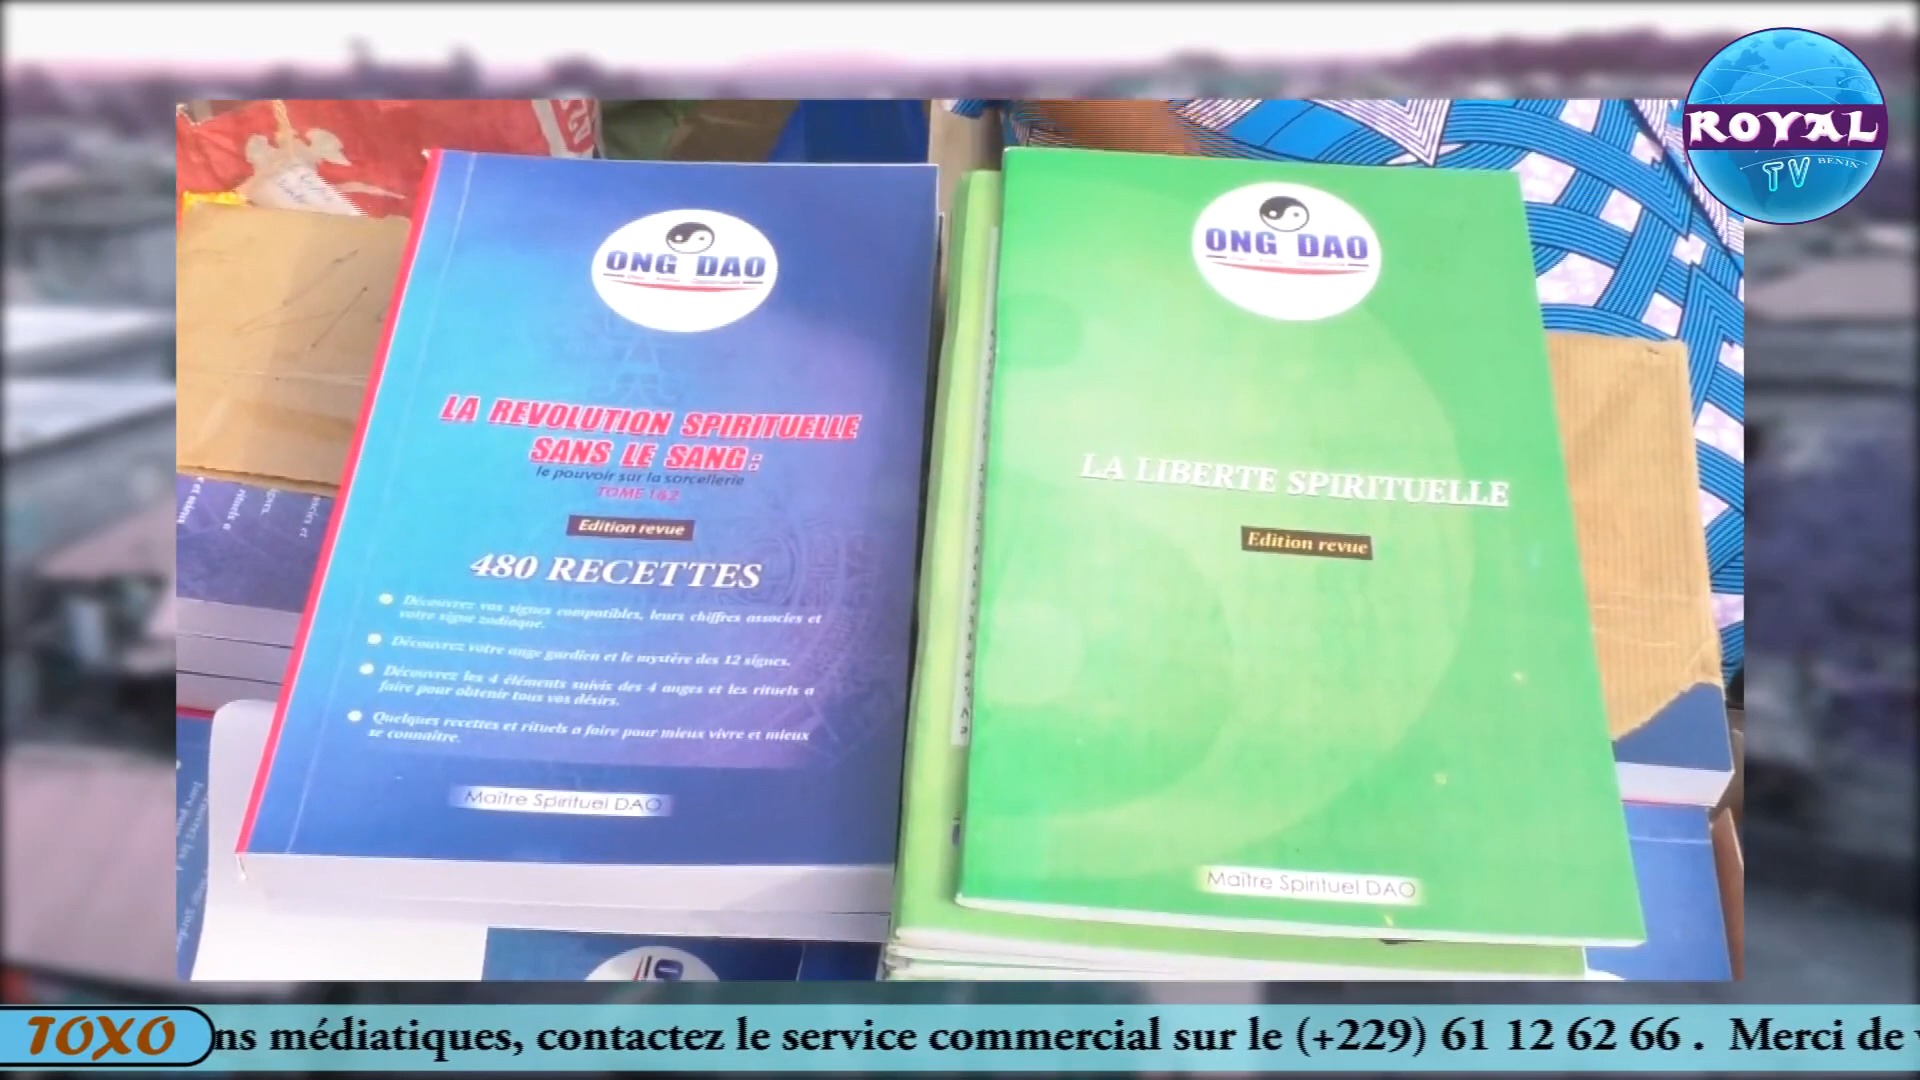 ROYAL
TV BENIN
ONG DAO
LA REVOLUTION SPIRITUELLE
SANS LE SANG :
le pouvoir sur la sorcellerie
TOME 1&2
Edition revue
480 RECETTES
Découvrez vos signes compatibles, leurs chiffres associes et
votre signe zodiaque.
Découvrez votre ange gardien et le mystère des 12 signes.
Découvrez les 4 éléments suivis des 4 anges et les rituels a
faire pour obtenir tous vos désirs.
Quelques recettes et rituels a faire pour mieux vivre et mieux
se connaître.
Maître Spirituel DAO
ONG DAO
LA LIBERTE SPIRITUELLE
Edition revue
Maître Spirituel DAO
TOXO
ns médiatiques, contactez le service commercial sur le (+229) 61 12 62 66 . Merci de